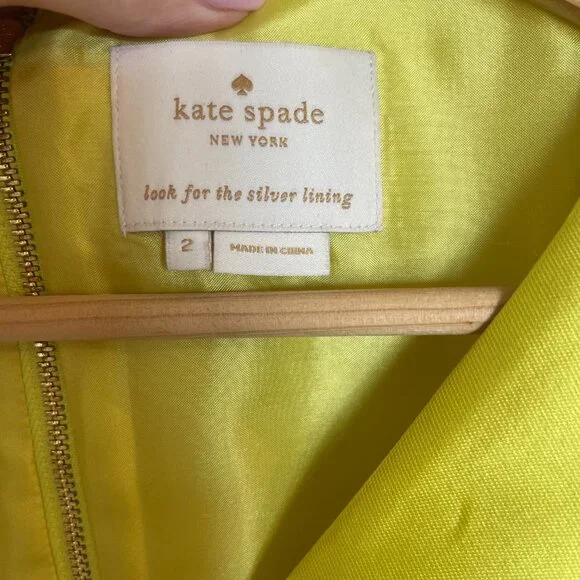 kate spade
NEW YORK
look for the silver lining
2
MADE IN CHINA